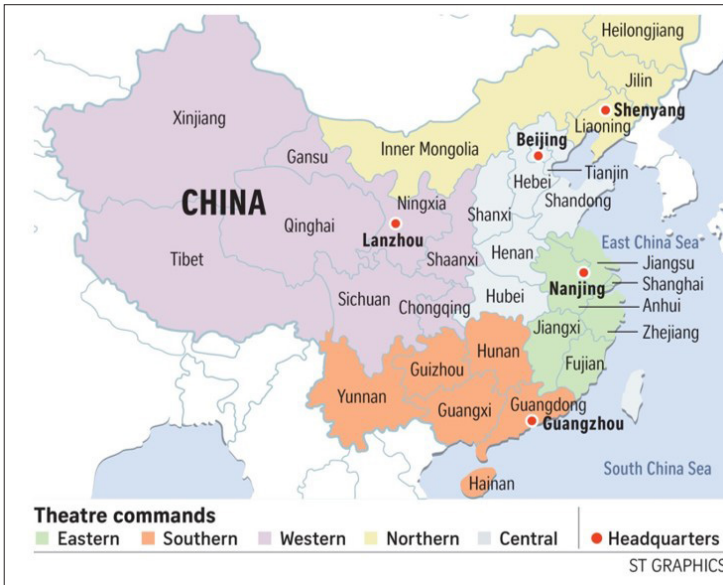 Heilongjiang
Jilin
Shenyang
Liaoning
Xinjiang
Beijing
Inner Mongolia
Gansu
Tianjin
Hebei
Ningxia
CHINA
Shanxi
Shandong
Qinghai
Lanzhou
East China Sea
Henan
Tibet
Shaanxi
Jiangsu
Shanghai
Nanjing
Sichuan
Hubei
Anhui
Chongqing
Jiangxi
Zhejiang
Hunan
Guizhou
Fujian
Yunnan
Guangxi
Guangdong
Guangzhou
South China Sea
Hainan
Theatre commands
Eastern Southern Western Northern Central Headquarters
ST GRAPHICS